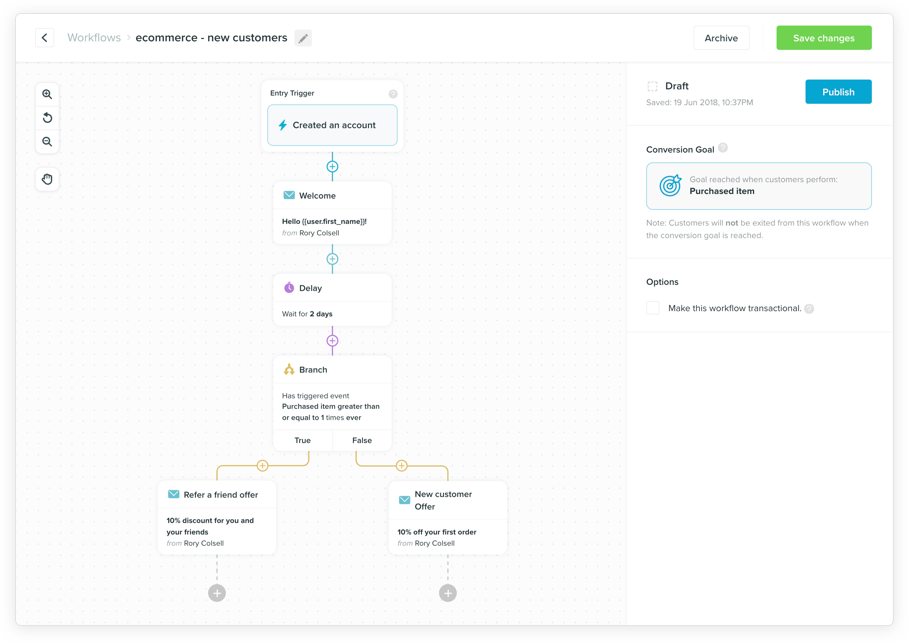 Workflows > ecommerce - new customers
Archive
Save changes
Entry Trigger
?
Created an account
Welcome
Hello {{user.first_name}}!
from Rory Colsell
Delay
Wait for 2 days
Branch
Has triggered event
Purchased item greater than
or equal to 1 times ever
True
False
Refer a friend offer
10% discount for you and
your friends
from Rory Colsell
New customer
Offer
10% off your first order
from Rory Colsell
Draft
Saved: 19 Jun 2018, 10:37PM
Publish
Conversion Goal ?
Goal reached when customers perform:
Purchased item
Note: Customers will not be exited from this workflow when
the conversion goal is reached.
Options
Make this workflow transactional. ?